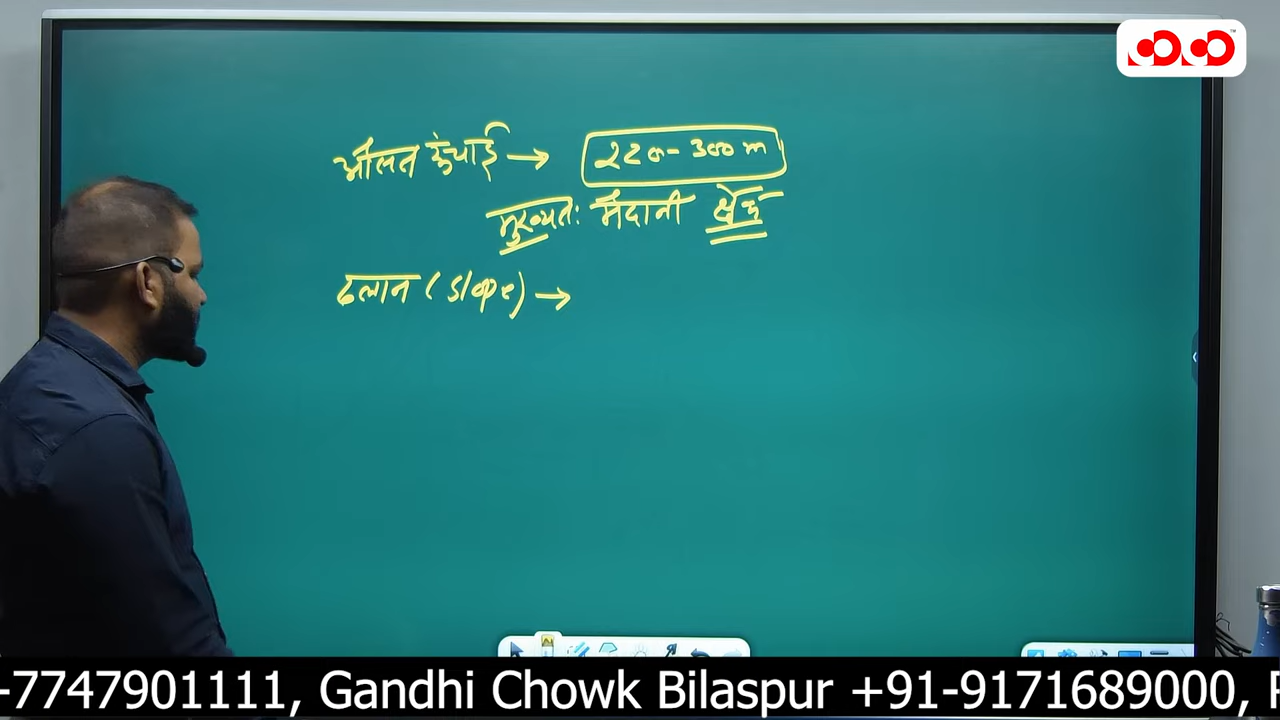 औसत ऊंचाई → 220-300 m
मुख्यतः मैदानी क्षेत्र
ढलान (slope) →
-7747901111, Gandhi Chowk Bilaspur +91-9171689000,